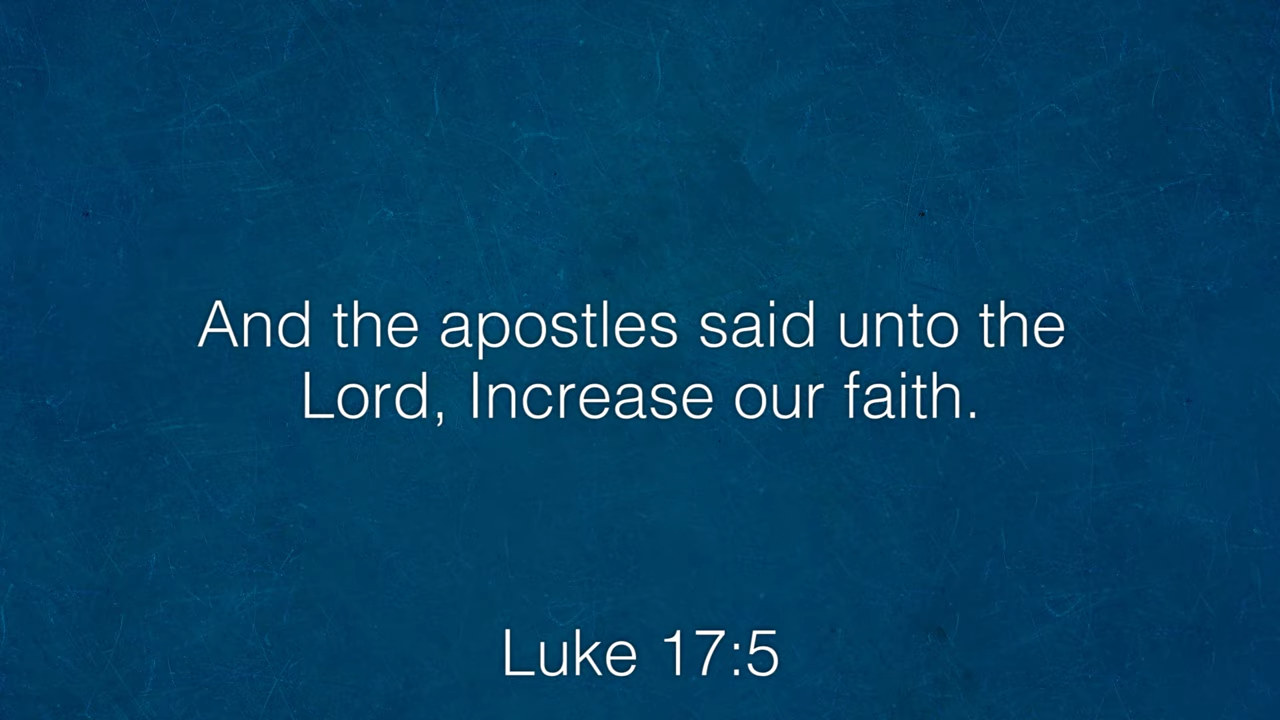 And the apostles said unto the
Lord, Increase our faith.
Luke 17:5